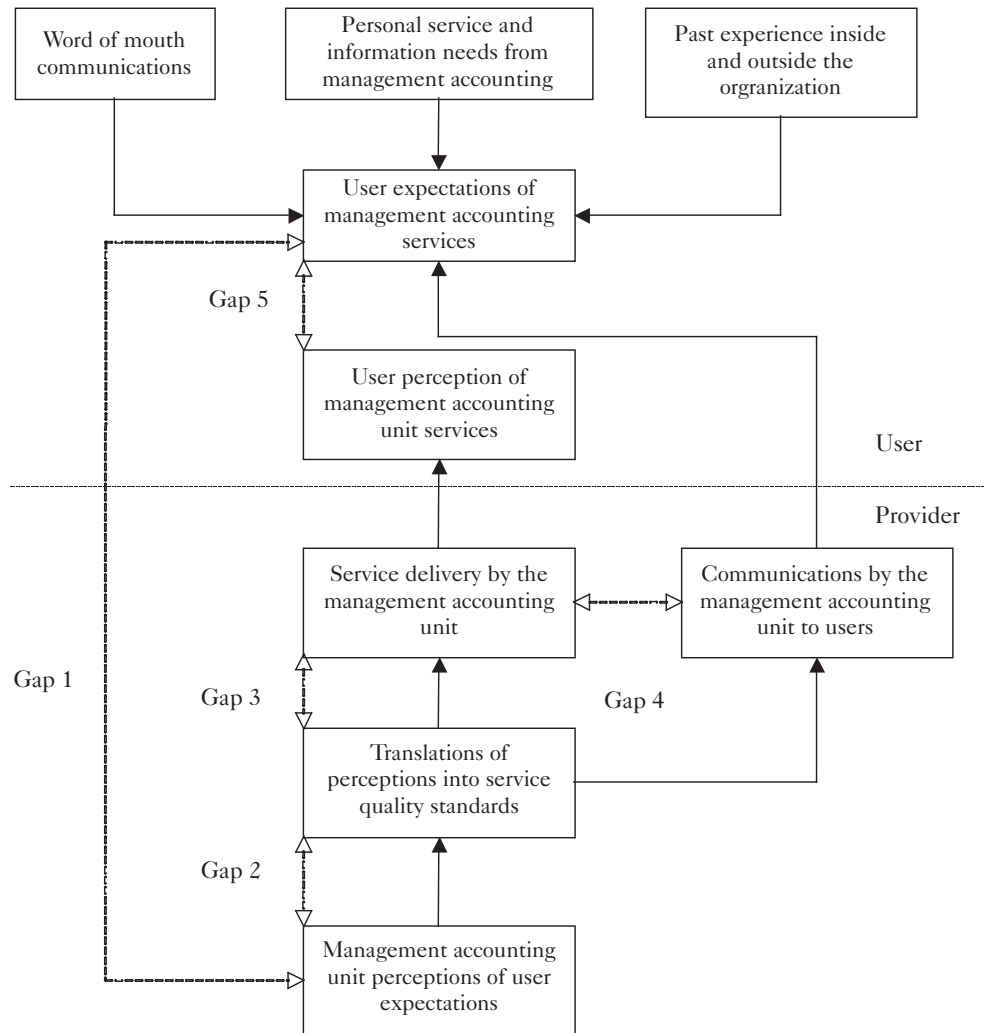 Word of mouth
communications
Personal service and
information needs from
management accounting
Past experience inside
and outside the
orgranization
User expectations of
management accounting
services
Gap 5
User perception of
management accounting
unit services
User
Provider
Service delivery by the
management accounting
unit
Communications by the
management accounting
unit to users
Gap 1
Gap 3
Gap 4
Translations of
perceptions into service
quality standards
Gap 2
Management accounting
unit perceptions of user
expectations